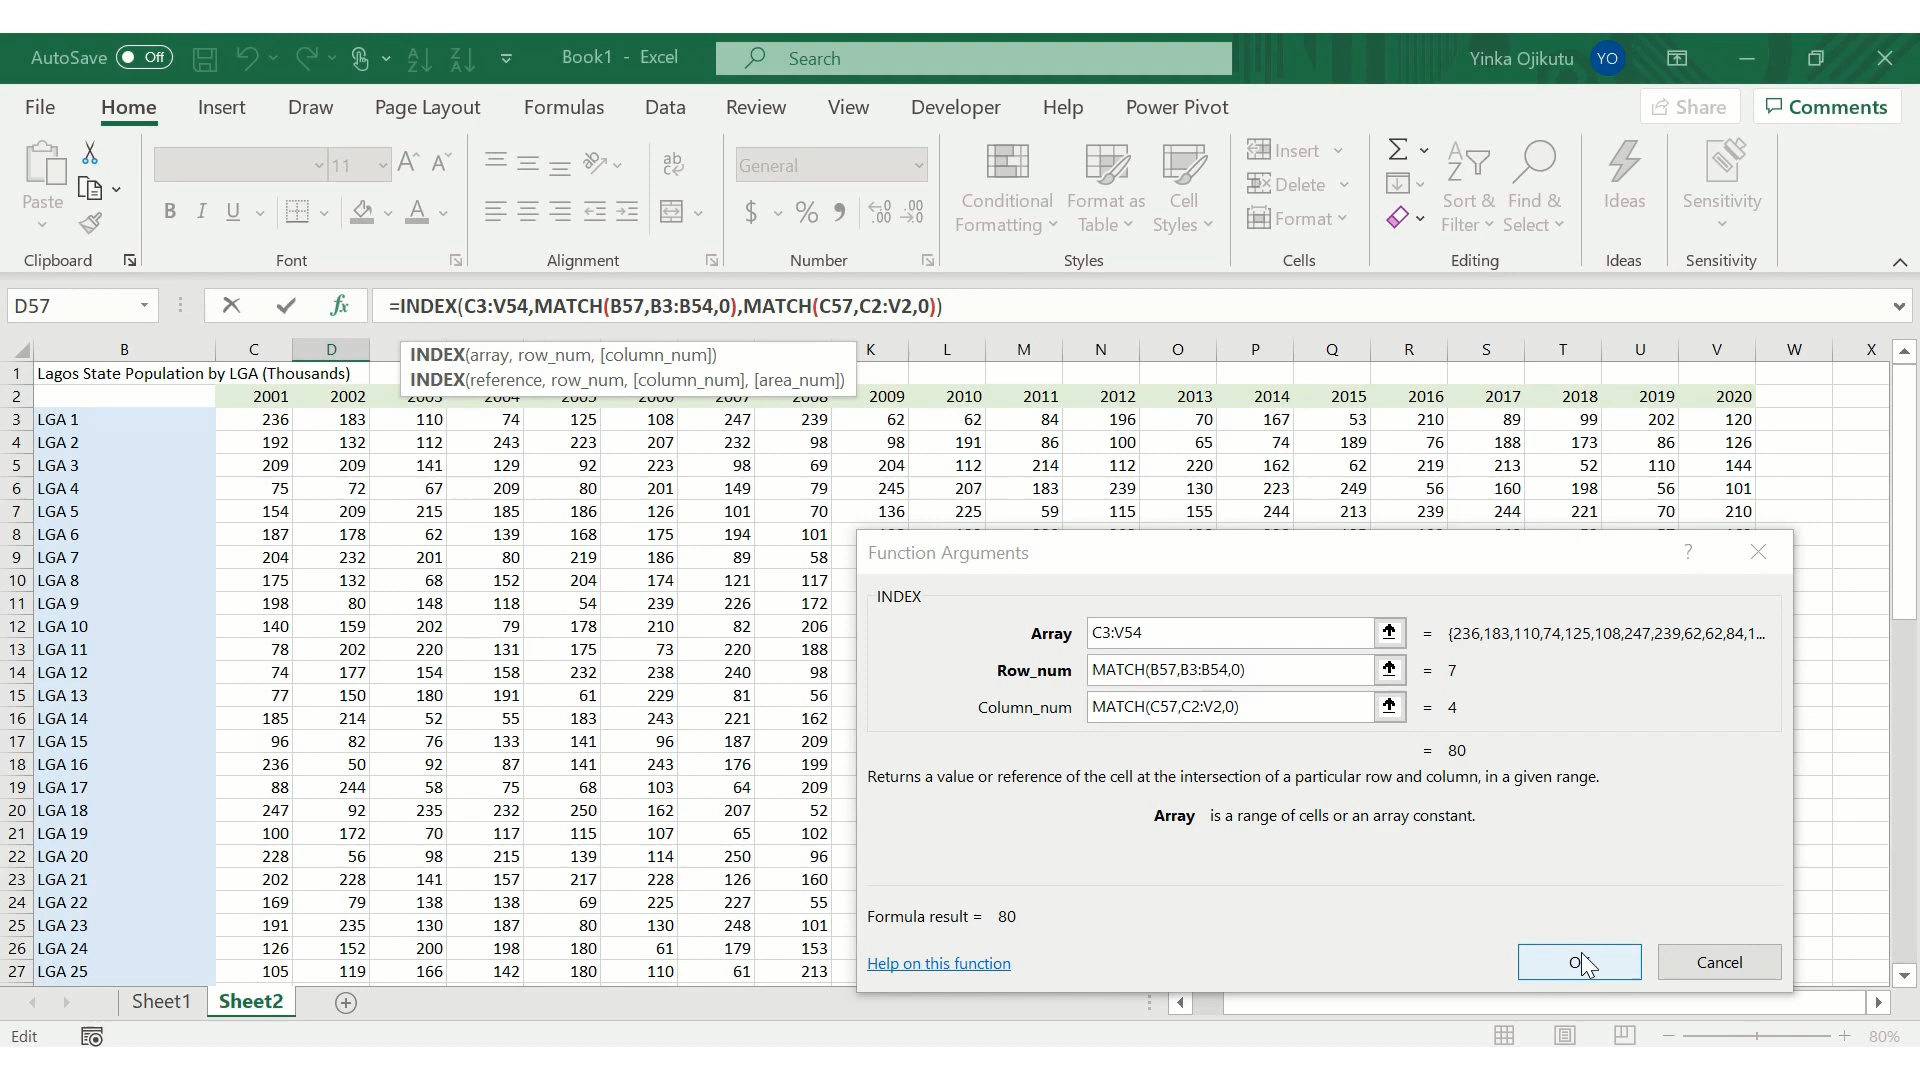 AutoSave Off Book1 - Excel Search Yinka Ojikutu YO
File Home Insert Draw Page Layout Formulas Data Review View Developer Help Power Pivot Share Comments
Paste 11 General Conditional Formatting Format as Table Cell Styles Insert Delete Format Sort & Filter Find & Select Ideas Sensitivity
Clipboard Font Alignment Number Styles Cells Editing Ideas Sensitivity
D57 fx =INDEX(C3:V54,MATCH(B57,B3:B54,0),MATCH(C57,C2:V2,0))
B C D K L M N O P Q R S T U V W X
INDEX(array, row_num, [column_num])
INDEX(reference, row_num, [column_num], [area_num])
1 Lagos State Population by LGA (Thousands)
2 2001 2002 2009 2010 2011 2012 2013 2014 2015 2016 2017 2018 2019 2020
3 LGA 1 236 183 110 74 125 108 247 239 62 62 84 196 70 167 53 210 89 99 202 120
4 LGA 2 192 132 112 243 223 207 232 98 98 191 86 100 65 74 189 76 188 173 86 126
5 LGA 3 209 209 141 129 92 223 98 69 204 112 214 112 220 162 62 219 213 52 110 144
6 LGA 4 75 72 67 209 80 201 149 79 245 207 183 239 130 223 249 56 160 198 56 101
7 LGA 5 154 209 215 185 186 126 101 70 136 225 59 115 155 244 213 239 244 221 70 210
8 LGA 6 187 178 62 139 168 175 194 101
9 LGA 7 204 232 201 80 219 186 89 58
10 LGA 8 175 132 68 152 204 174 121 117
11 LGA 9 198 80 148 118 54 239 226 172
12 LGA 10 140 159 202 79 178 210 82 206
13 LGA 11 78 202 220 131 175 73 220 188
14 LGA 12 74 177 154 158 232 238 240 98
15 LGA 13 77 150 180 191 61 229 81 56
16 LGA 14 185 214 52 55 183 243 221 162
17 LGA 15 96 82 76 133 141 96 187 209
18 LGA 16 236 50 92 87 141 243 176 199
19 LGA 17 88 244 58 75 68 103 64 209
20 LGA 18 247 92 235 232 250 162 207 52
21 LGA 19 100 172 70 117 115 107 65 102
22 LGA 20 228 56 98 215 139 114 250 96
23 LGA 21 202 228 141 157 217 228 126 160
24 LGA 22 169 79 138 138 69 225 227 55
25 LGA 23 191 235 130 187 80 130 248 101
26 LGA 24 126 152 200 198 180 61 179 153
27 LGA 25 105 119 166 142 180 110 61 213
Function Arguments ?
INDEX
Array C3:V54 = {236,183,110,74,125,108,247,239,62,62,84,1...
Row_num MATCH(B57,B3:B54,0) = 7
Column_num MATCH(C57,C2:V2,0) = 4
= 80
Returns a value or reference of the cell at the intersection of a particular row and column, in a given range.
Array is a range of cells or an array constant.
Formula result = 80
Help on this function Cancel
Sheet1 Sheet2
Edit 80%